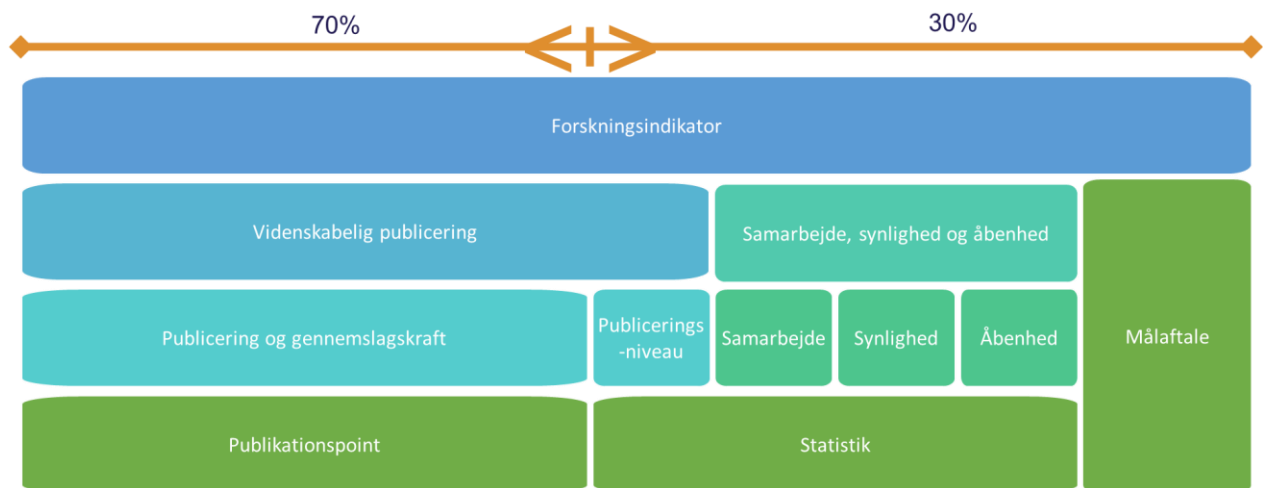 70%
30%
Forskningsindikator
Videnskabelig publicering
Samarbejde, synlighed og åbenhed
Publicering og gennemslagskraft
Publicerings
-niveau
Samarbejde
Synlighed
Åbenhed
Målaftale
Publikationspoint
Statistik